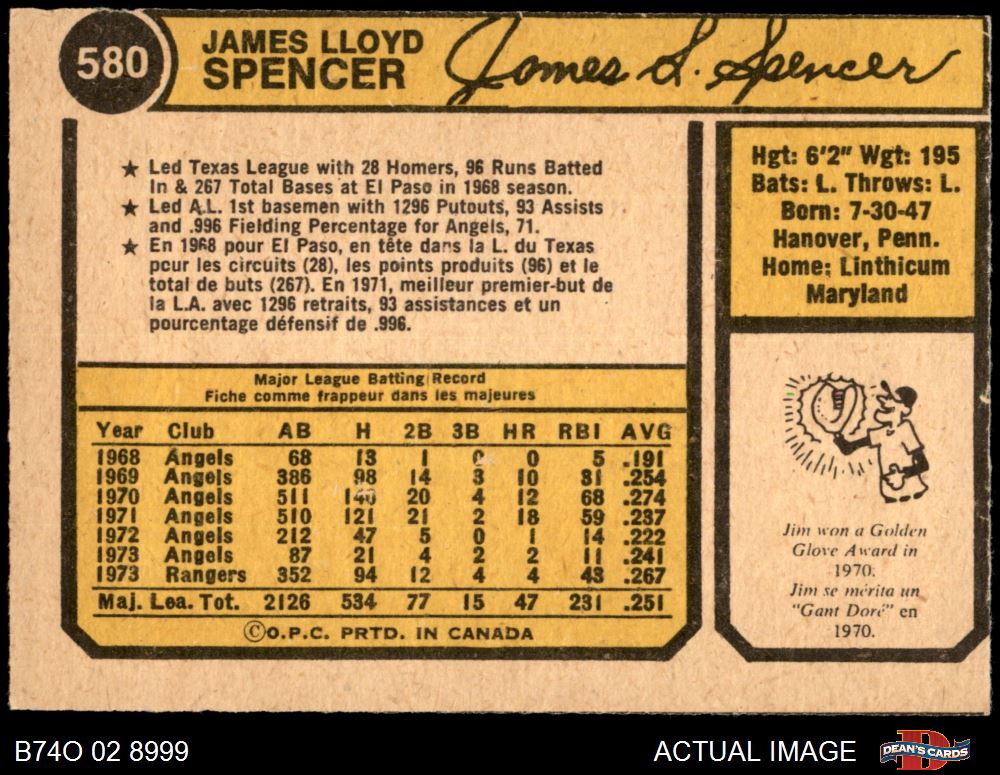 580
JAMES LLOYD
SPENCER
James L. Spencer
★ Led Texas League with 28 Homers, 96 Runs Batted
In & 267 Total Bases at El Paso in 1968 season.
★ Led A.L. 1st basemen with 1296 Putouts, 93 Assists
and .996 Fielding Percentage for Angels, 71.
★ En 1968 pour El Paso, en tête dans la L. du Texas
pour les circuits (28), les points produits (96) et le
total de buts (267). En 1971, meilleur premier-but de
la L.A. avec 1296 retraits, 93 assistances et un
pourcentage défensif de .996.
Hgt: 6'2" Wgt: 195
Bats: L. Throws: L.
Born: 7-30-47
Hanover, Penn.
Home: Linthicum
Maryland
Major League Batting Record
Fiche comme frappeur dans les majeures
Year Club AB H 2B 3B HR RBI AVG
1968 Angels 68 13 1 0 0 5 .191
1969 Angels 386 98 14 3 10 31 .254
1970 Angels 511 140 20 4 12 68 .274
1971 Angels 510 121 21 2 18 59 .237
1972 Angels 212 47 5 0 1 14 .222
1973 Angels 87 21 4 2 2 11 .241
1973 Rangers 352 94 12 4 4 43 .267
Maj. Lea. Tot. 2126 534 77 15 47 231 .251
©O.P.C. PRTD. IN CANADA
Jim won a Golden
Glove Award in
1970.
Jim se mérita un
"Gant Doré" en
1970.
B74O 02 8999
ACTUAL IMAGE
DEAN'S CARDS